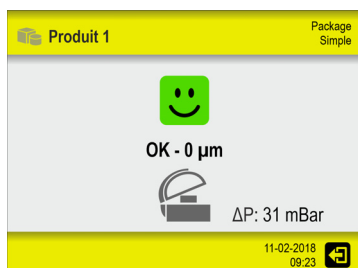 Produit 1
Package
Simple
OK - 0 µm
ΔP: 31 mBar
11-02-2018
09:23